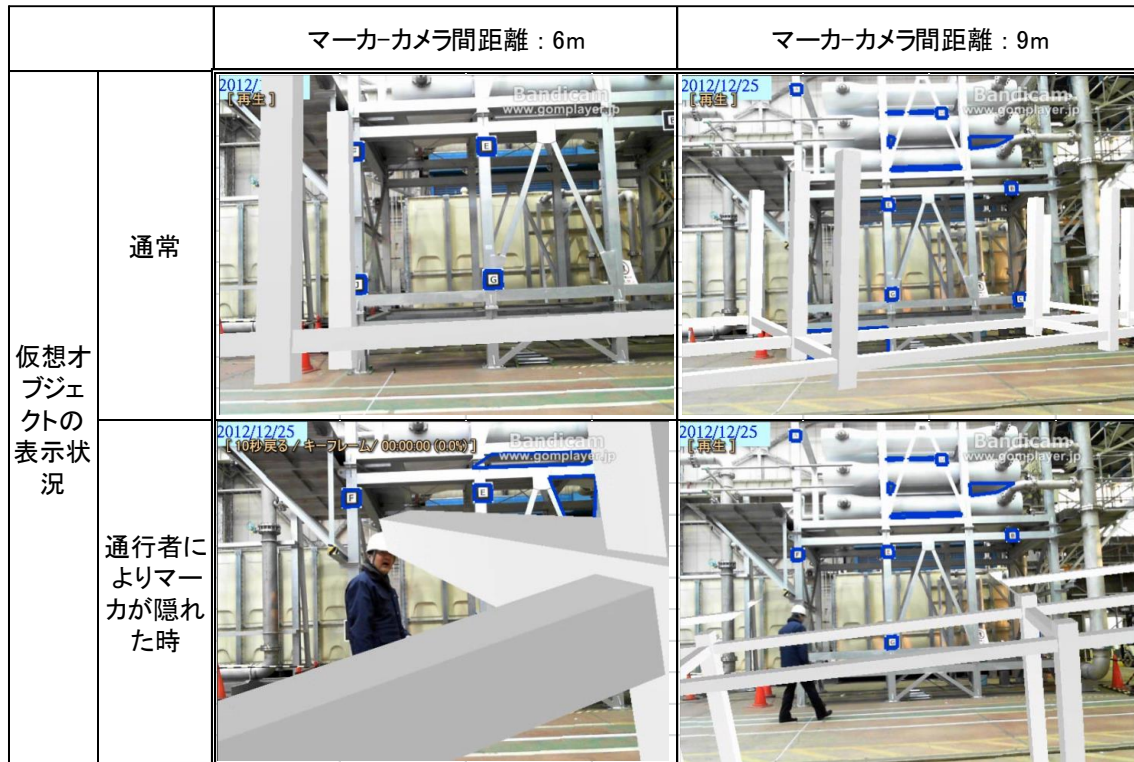 マーカ-カメラ間距離：6m
マーカ-カメラ間距離：9m
仮想オ
ブジェ
クトの
表示状
況
通常
2012/
[再生]
Bandicam
www.gomplayer.jp
F
E
J
G
2012/12/25
[再生]
Bandicam
www.gomplayer.jp
E
B
G
C
通行者に
よりマー
カが隠れ
た時
2012/12/25
[10秒戻る / キーフレーム/ 00:00:00 (0.0%)]
Bandicam
www.gomplayer.jp
F
E
2012/12/25
[再生]
Bandicam
www.gomplayer.jp
F
E
B
G